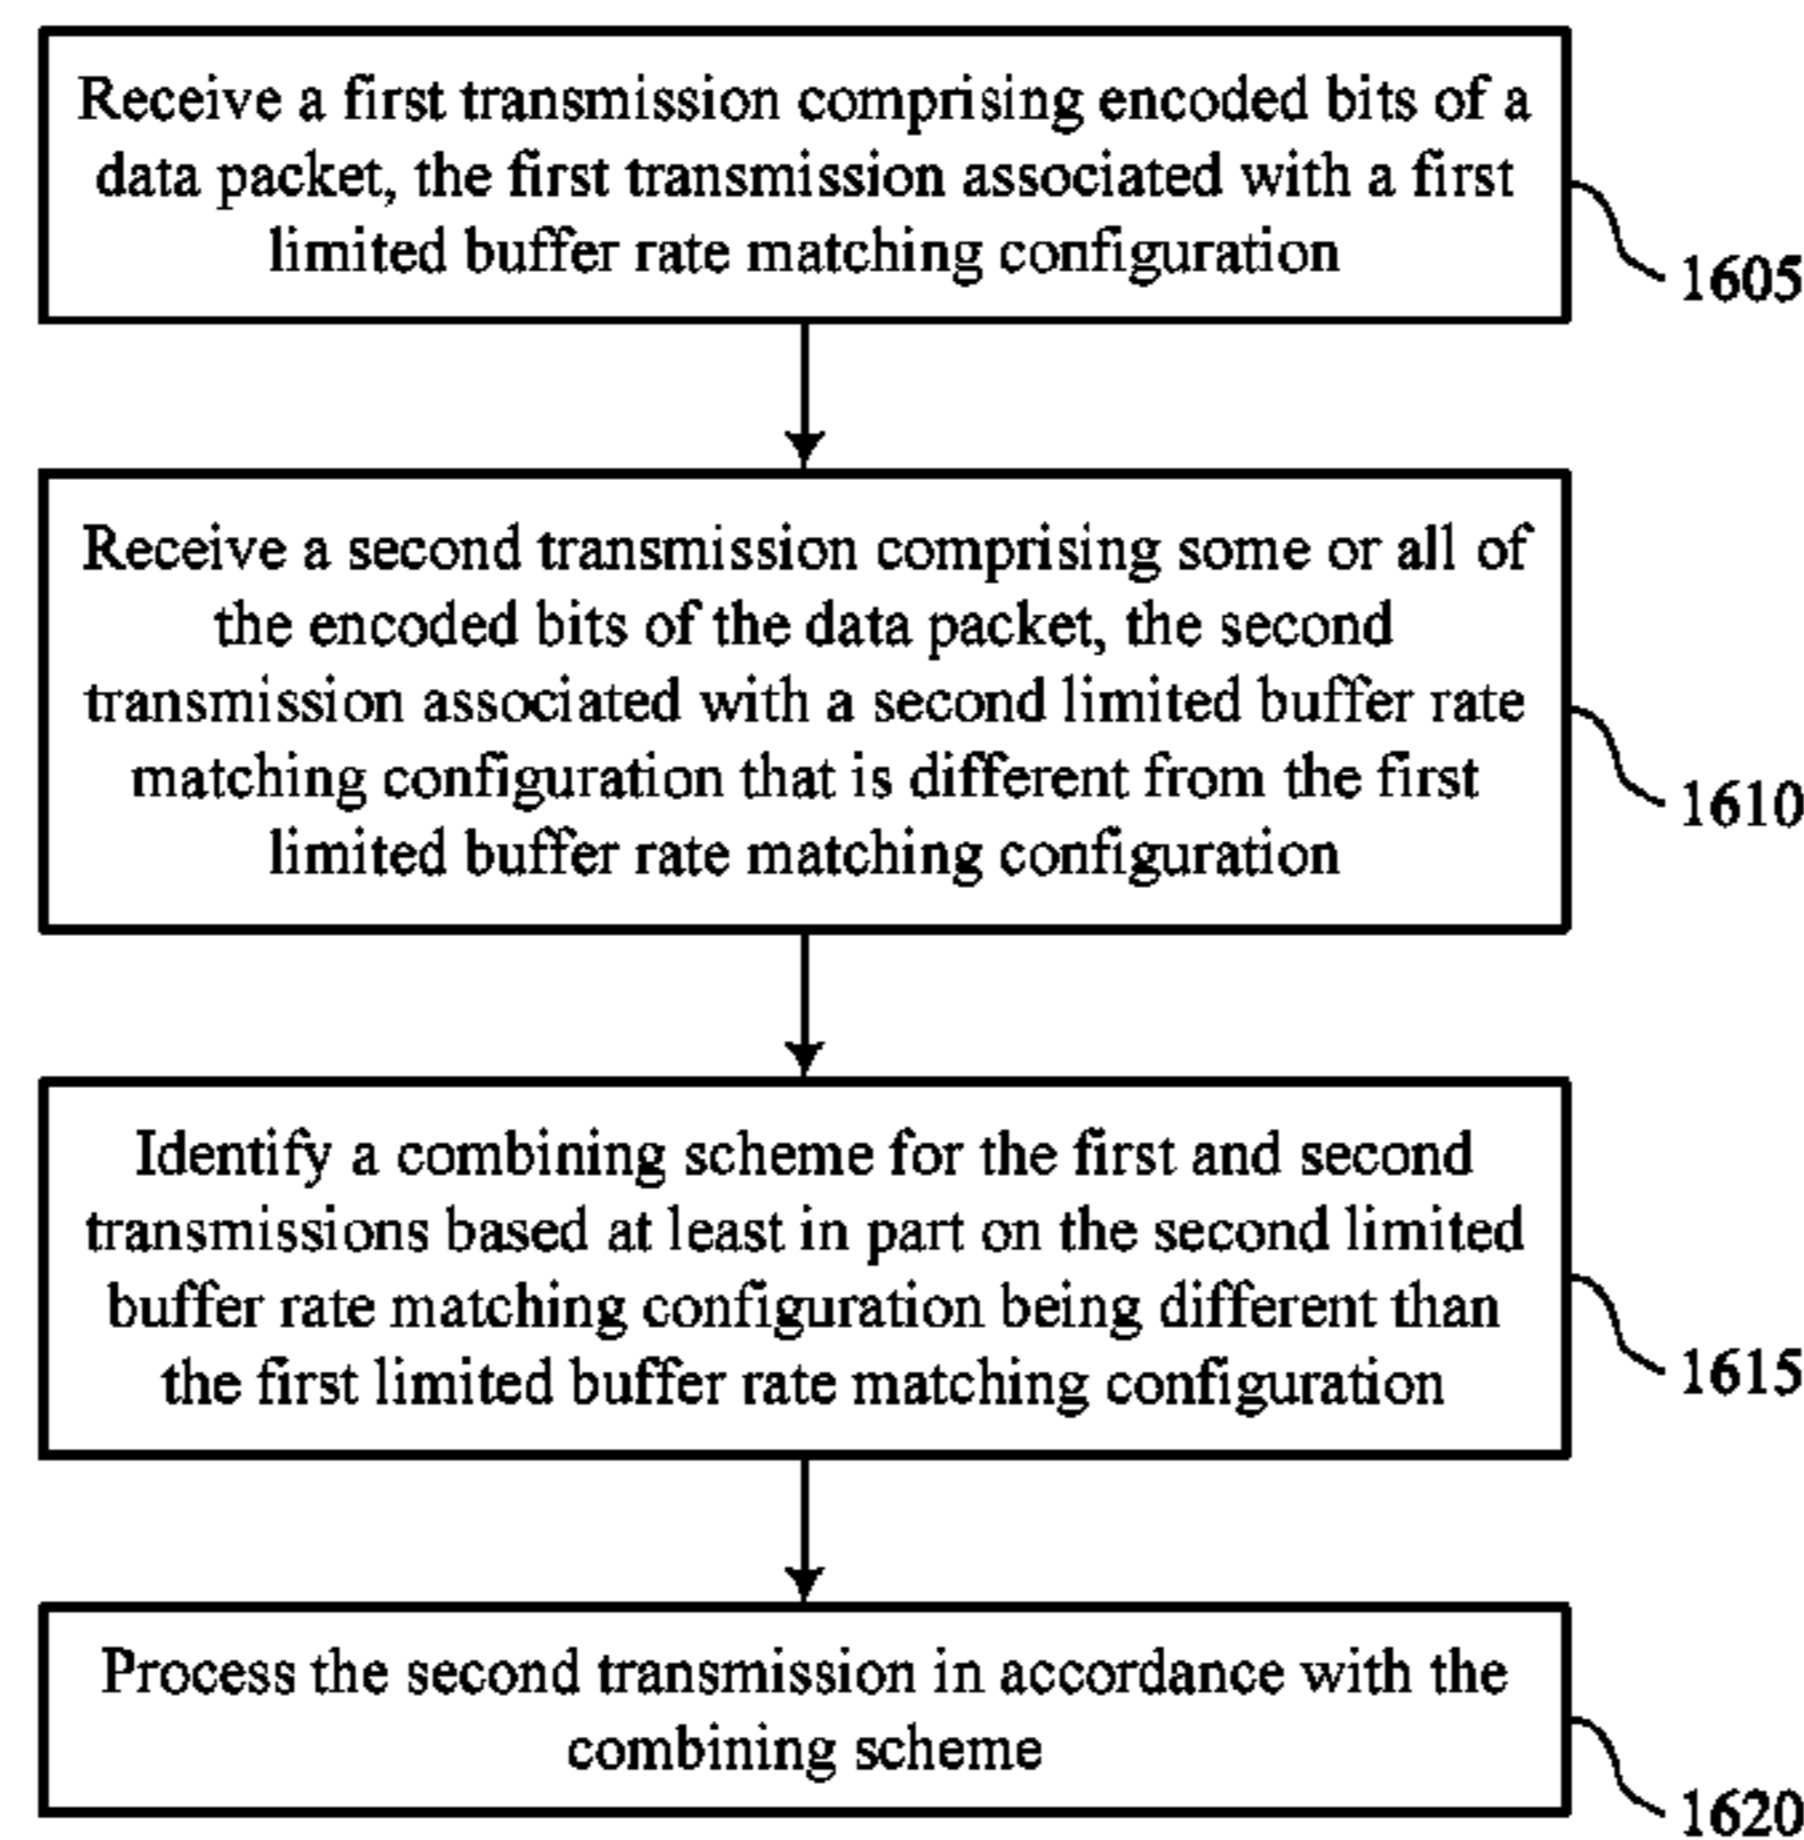 Receive a first transmission comprising encoded bits of a
data packet, the first transmission associated with a first
limited buffer rate matching configuration
1605
Receive a second transmission comprising some or all of
the encoded bits of the data packet, the second
transmission associated with a second limited buffer rate
matching configuration that is different from the first
limited buffer rate matching configuration
1610
Identify a combining scheme for the first and second
transmissions based at least in part on the second limited
buffer rate matching configuration being different than
the first limited buffer rate matching configuration
1615
Process the second transmission in accordance with the
combining scheme
1620